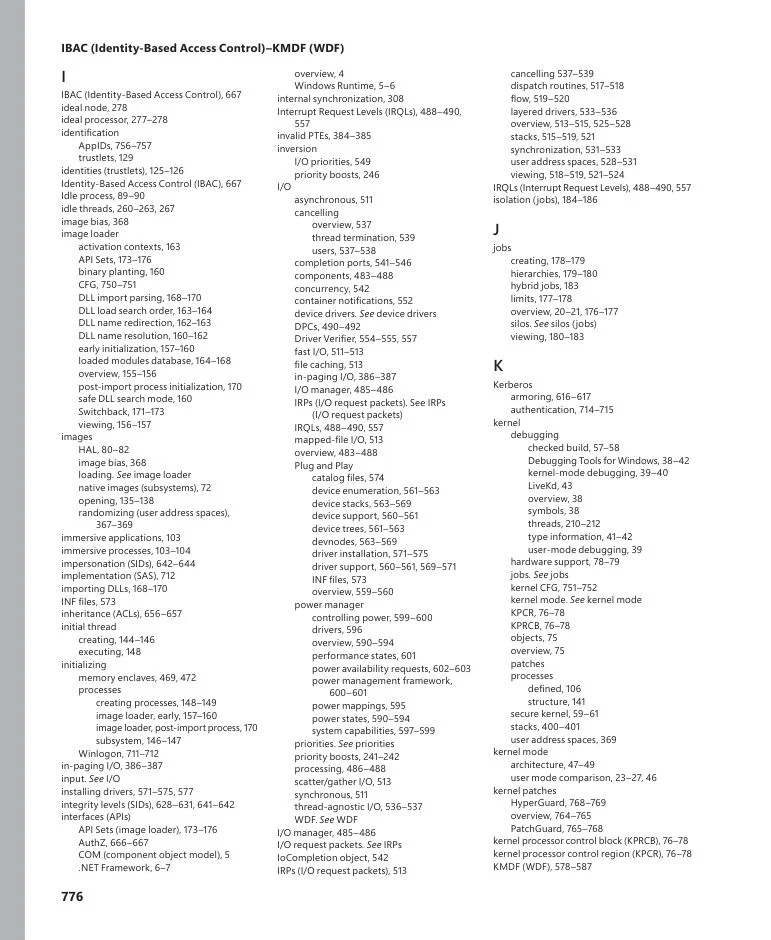 IBAC (Identity-Based Access Control)–KMDF (WDF)
I
IBAC (Identity-Based Access Control), 667
ideal node, 278
ideal processor, 277–278
identification
AppIDs, 756–757
trustlets, 129
identities (trustlets), 125–126
Identity-Based Access Control (IBAC), 667
Idle process, 89–90
idle threads, 260–263, 267
image bias, 368
image loader
activation contexts, 163
API Sets, 173–176
binary planting, 160
CFG, 750–751
DLL import parsing, 168–170
DLL load search order, 163–164
DLL name redirection, 162–163
DLL name resolution, 160–162
early initialization, 157–160
loaded modules database, 164–168
overview, 155–156
post-import process initialization, 170
safe DLL search mode, 160
Switchback, 171–173
viewing, 156–157
images
HAL, 80–82
image bias, 368
loading. See image loader
native images (subsystems), 72
opening, 135–138
randomizing (user address spaces),
367–369
immersive applications, 103
immersive processes, 103–104
impersonation (SIDs), 642–644
implementation (SAS), 712
importing DLLs, 168–170
INF files, 573
inheritance (ACLs), 656–657
initial thread
creating, 144–146
executing, 148
initializing
memory enclaves, 469, 472
processes
creating processes, 148–149
image loader, early, 157–160
image loader, post-import process, 170
subsystem, 146–147
Winlogon, 711–712
in-paging I/O, 386–387
input. See I/O
installing drivers, 571–575, 577
integrity levels (SIDs), 628–631, 641–642
interfaces (APIs)
API Sets (image loader), 173–176
AuthZ, 666–667
COM (component object model), 5
.NET Framework, 6–7
overview, 4
Windows Runtime, 5–6
internal synchronization, 308
Interrupt Request Levels (IRQLs), 488–490,
557
invalid PTEs, 384–385
inversion
I/O priorities, 549
priority boosts, 246
I/O
asynchronous, 511
cancelling
overview, 537
thread termination, 539
users, 537–538
completion ports, 541–546
components, 483–488
concurrency, 542
container notifications, 552
device drivers. See device drivers
DPCs, 490–492
Driver Verifier, 554–555, 557
fast I/O, 511–513
file caching, 513
in-paging I/O, 386–387
I/O manager, 485–486
IRPs (I/O request packets). See IRPs
(I/O request packets)
IRQLs, 488–490, 557
mapped-file I/O, 513
overview, 483–488
Plug and Play
catalog files, 574
device enumeration, 561–563
device stacks, 563–569
device support, 560–561
device trees, 561–563
devnodes, 563–569
driver installation, 571–575
driver support, 560–561, 569–571
INF files, 573
overview, 559–560
power manager
controlling power, 599–600
drivers, 596
overview, 590–594
performance states, 601
power availability requests, 602–603
power management framework,
600–601
power mappings, 595
power states, 590–594
system capabilities, 597–599
priorities. See priorities
priority boosts, 241–242
processing, 486–488
scatter/gather I/O, 513
synchronous, 511
thread-agnostic I/O, 536–537
WDF. See WDF
I/O manager, 485–486
I/O request packets. See IRPs
IoCompletion object, 542
IRPs (I/O request packets), 513
cancelling 537–539
dispatch routines, 517–518
flow, 519–520
layered drivers, 533–536
overview, 513–515, 525–528
stacks, 515–519, 521
synchronization, 531–533
user address spaces, 528–531
viewing, 518–519, 521–524
IRQLs (Interrupt Request Levels), 488–490, 557
isolation (jobs), 184–186
J
jobs
creating, 178–179
hierarchies, 179–180
hybrid jobs, 183
limits, 177–178
overview, 20–21, 176–177
silos. See silos (jobs)
viewing, 180–183
K
Kerberos
armoring, 616–617
authentication, 714–715
kernel
debugging
checked build, 57–58
Debugging Tools for Windows, 38–42
kernel-mode debugging, 39–40
LiveKd, 43
overview, 38
symbols, 38
threads, 210–212
type information, 41–42
user-mode debugging, 39
hardware support, 78–79
jobs. See jobs
kernel CFG, 751–752
kernel mode. See kernel mode
KPCR, 76–78
KPRCB, 76–78
objects, 75
overview, 75
patches
processes
defined, 106
structure, 141
secure kernel, 59–61
stacks, 400–401
user address spaces, 369
kernel mode
architecture, 47–49
user mode comparison, 23–27, 46
kernel patches
HyperGuard, 768–769
overview, 764–765
PatchGuard, 765–768
kernel processor control block (KPRCB), 76–78
kernel processor control region (KPCR), 76–78
KMDF (WDF), 578–587
776